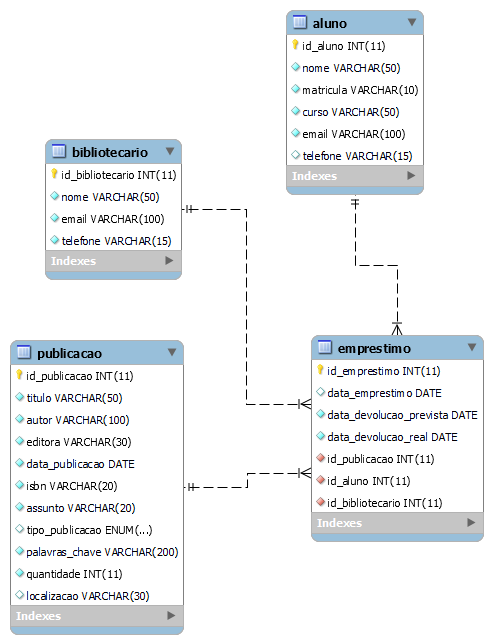 aluno
id_aluno INT(11)
nome VARCHAR(50)
matricula VARCHAR(10)
curso VARCHAR(50)
email VARCHAR(100)
telefone VARCHAR(15)
Indexes
bibliotecario
id_bibliotecario INT(11)
nome VARCHAR(50)
email VARCHAR(100)
telefone VARCHAR(15)
Indexes
publicacao
id_publicacao INT(11)
titulo VARCHAR(50)
autor VARCHAR(100)
editora VARCHAR(30)
data_publicacao DATE
isbn VARCHAR(20)
assunto VARCHAR(20)
tipo_publicacao ENUM(...)
palavras_chave VARCHAR(200)
quantidade INT(11)
localizacao VARCHAR(30)
Indexes
emprestimo
id_emprestimo INT(11)
data_emprestimo DATE
data_devolucao_prevista DATE
data_devolucao_real DATE
id_publicacao INT(11)
id_aluno INT(11)
id_bibliotecario INT(11)
Indexes